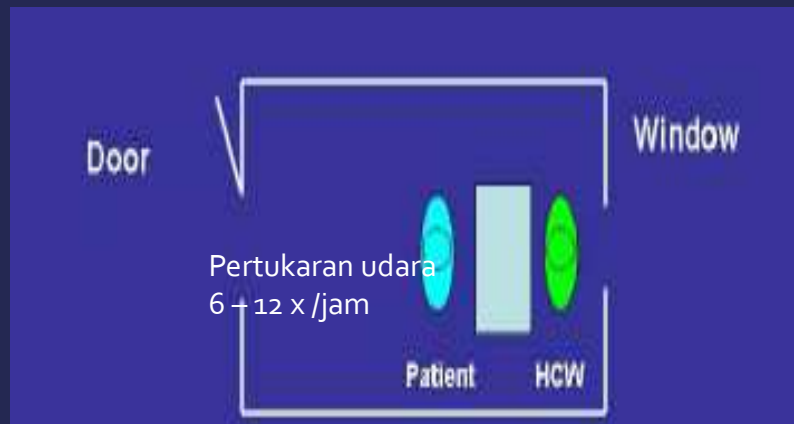 Door
Window
Pertukaran udara
6 – 12 x /jam
Patient
HCW